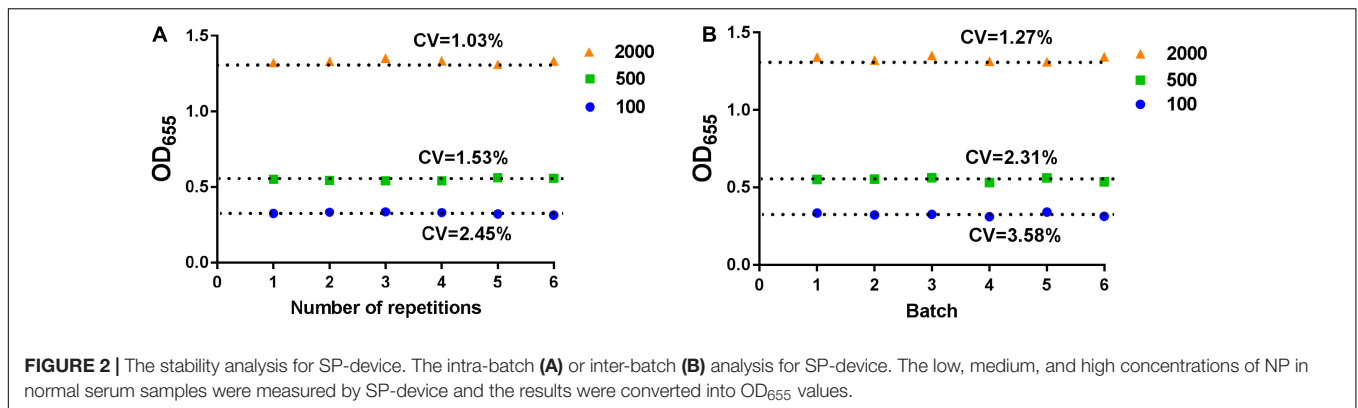 A
1.5
1.0
0.5
0.0
OD655
CV=1.03%
CV=1.53%
CV=2.45%
0 1 2 3 4 5 6
Number of repetitions
2000
500
100
B
1.5
1.0
0.5
0.0
OD655
CV=1.27%
CV=2.31%
CV=3.58%
0 1 2 3 4 5 6
Batch
2000
500
100
FIGURE 2 | The stability analysis for SP-device. The intra-batch (A) or inter-batch (B) analysis for SP-device. The low, medium, and high concentrations of NP in
normal serum samples were measured by SP-device and the results were converted into OD655 values.